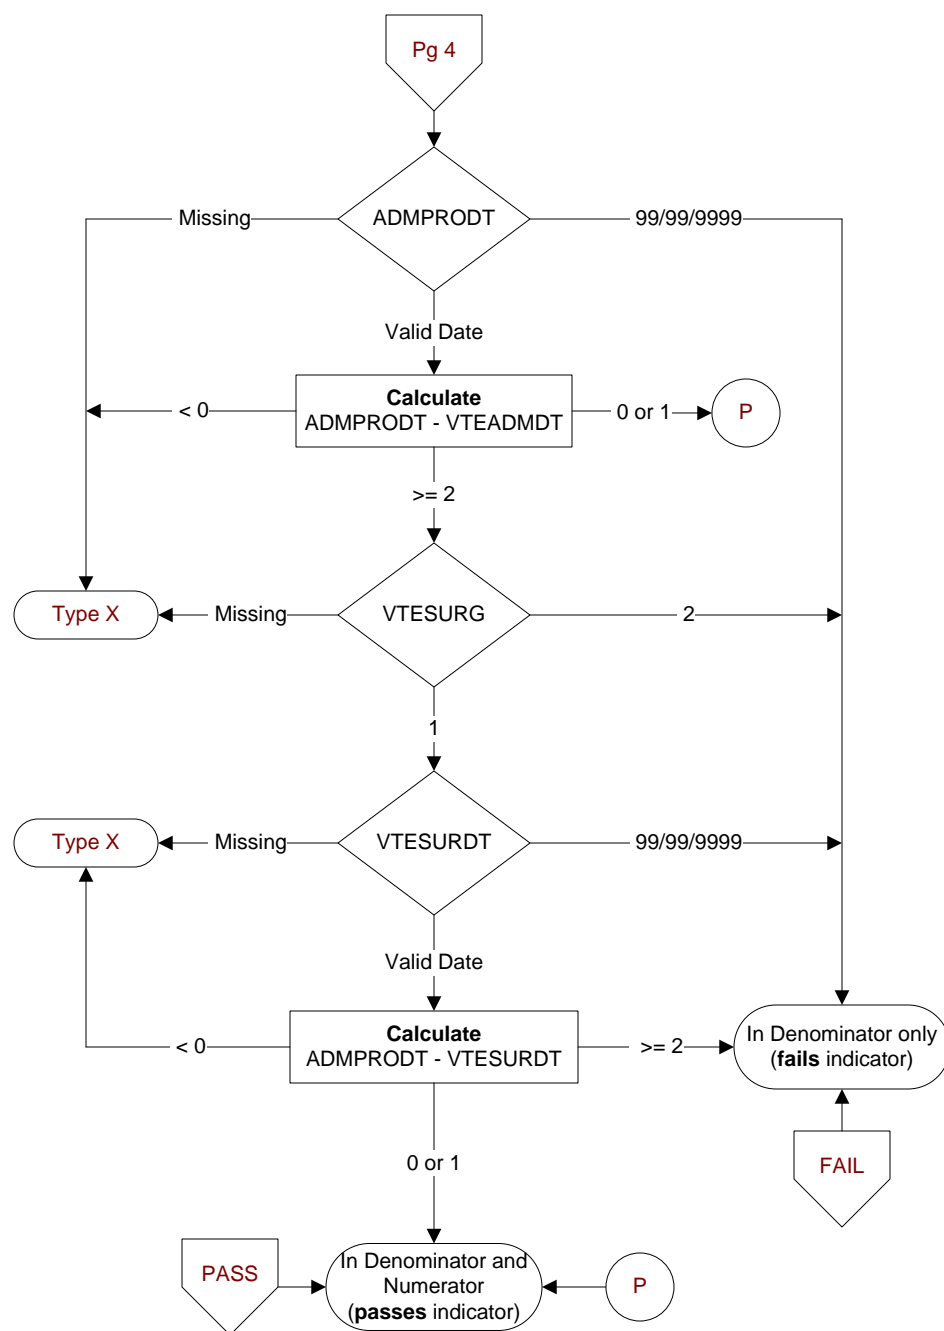 Pg 4
Missing
ADMPRODT
99/99/9999
Valid Date
Calculate
ADMPRODT - VTEADMDT
< 0
0 or 1
P
>= 2
Type X
Missing
VTESURG
2
1
Type X
Missing
VTESURDT
99/99/9999
Valid Date
Calculate
ADMPRODT - VTESURDT
< 0
>= 2
In Denominator only
(fails indicator)
0 or 1
FAIL
PASS
In Denominator and
Numerator
(passes indicator)
P